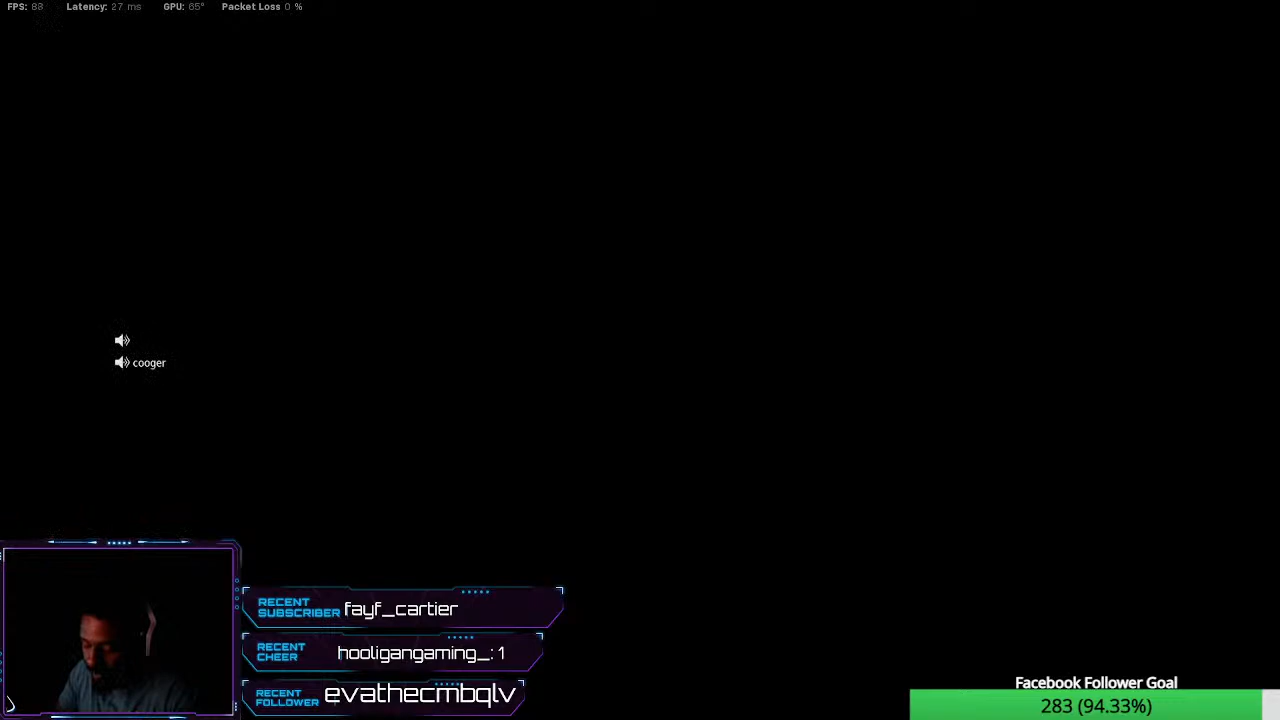 FPS: 88 Latency: 27 ms GPU: 65° Packet Loss 0 %
cooger
RECENT SUBSCRIBER fayf_cartier
RECENT CHEER hooligangaming_: 1
RECENT FOLLOWER evathecmbqlv
Facebook Follower Goal
283 (94.33%)